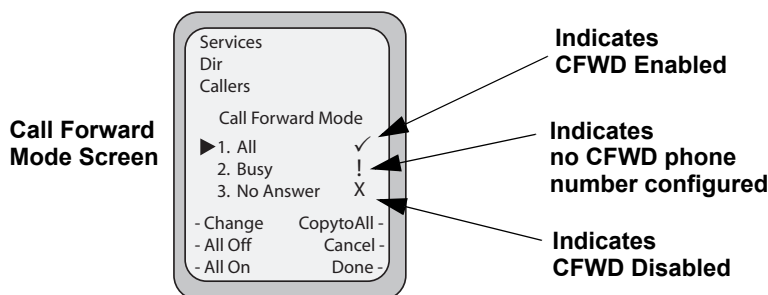 Call Forward
Mode Screen
Services
Dir
Callers
Call Forward Mode
▶1. All ✓
2. Busy !
3. No Answer X
- Change CopytoAll -
- All Off Cancel -
- All On Done -
Indicates
CFWD Enabled
Indicates
no CFWD phone
number configured
Indicates
CFWD Disabled